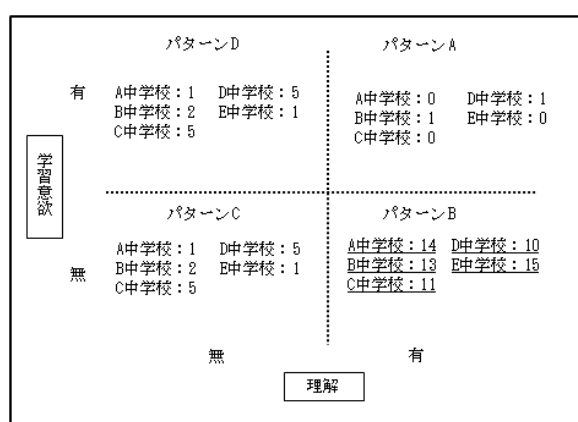 パターンD
パターンA
有
A中学校：1 D中学校：5
B中学校：2 E中学校：1
C中学校：5
A中学校：0 D中学校：1
B中学校：1 E中学校：0
C中学校：0
学習意欲
パターンC
パターンB
無
A中学校：1 D中学校：5
B中学校：2 E中学校：1
C中学校：5
A中学校：14 D中学校：10
B中学校：13 E中学校：15
C中学校：11
無
有
理解